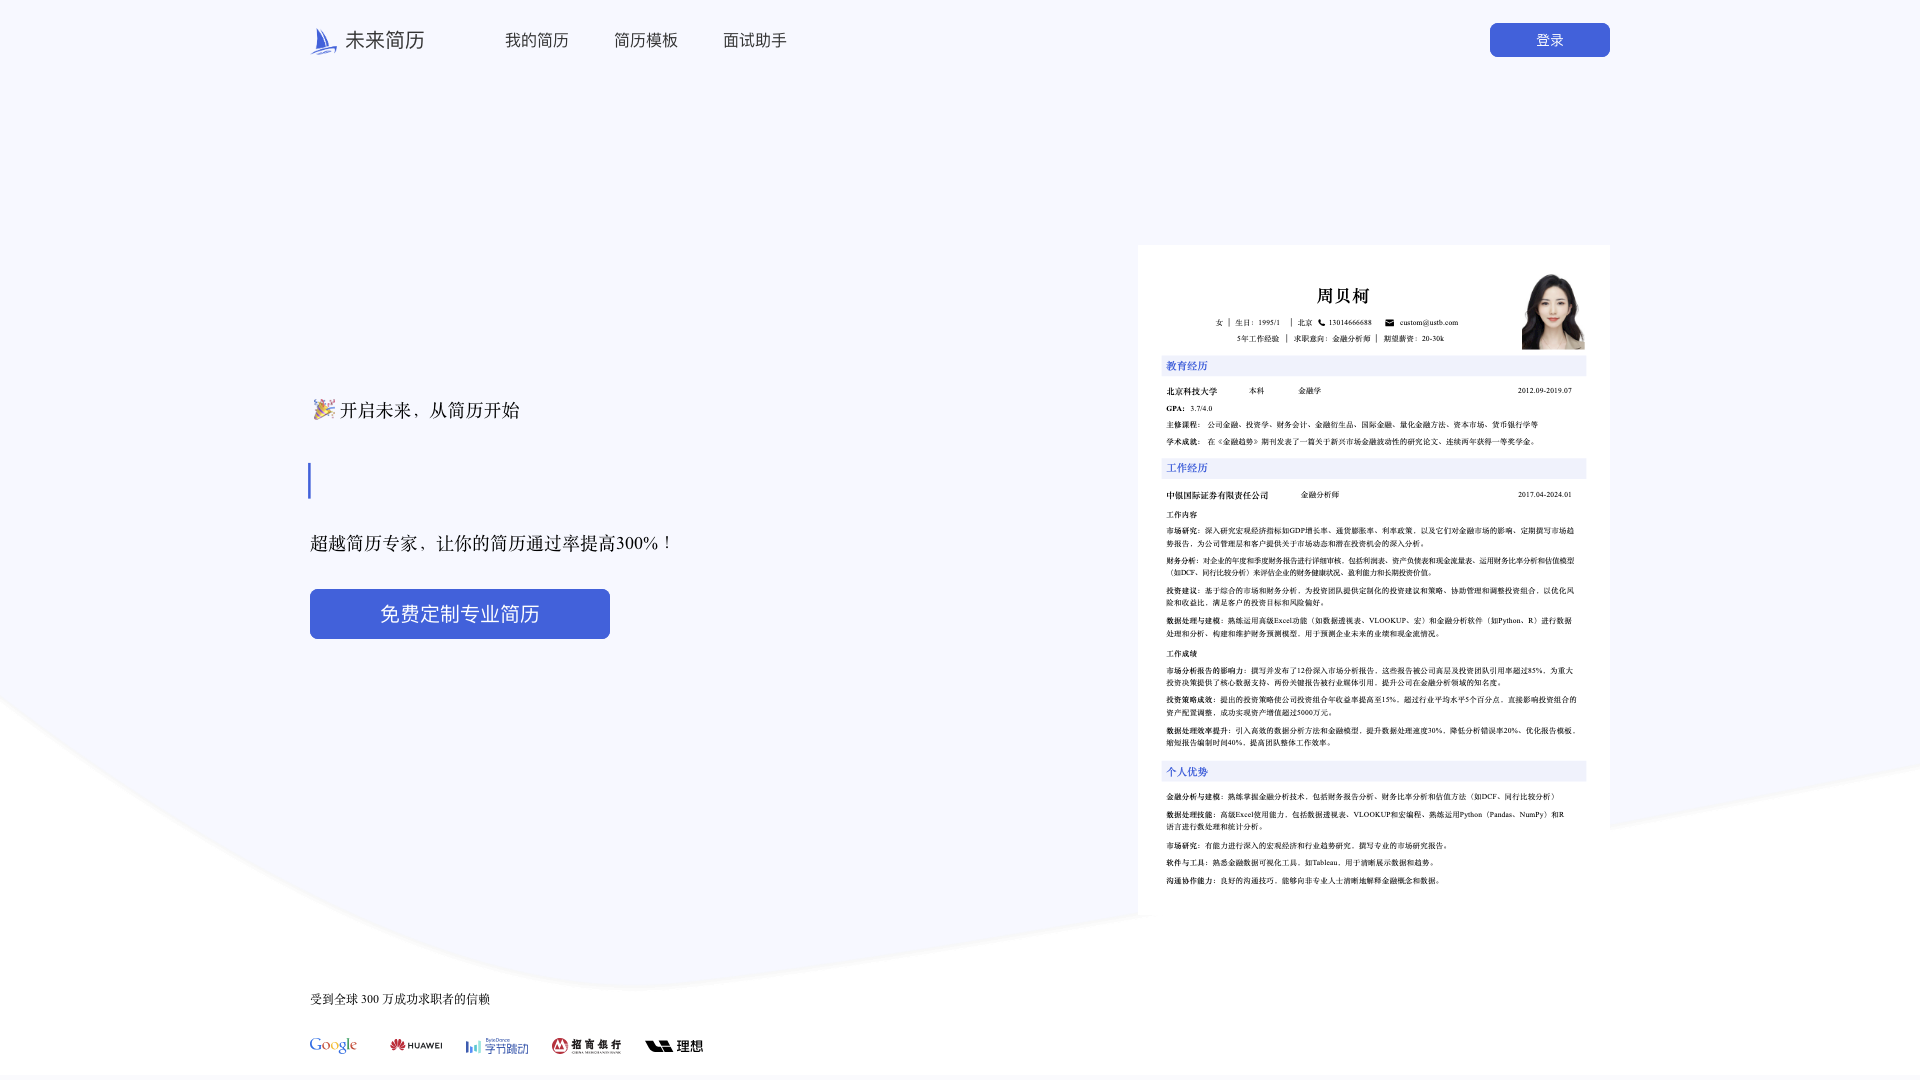 未来简历
我的简历
简历模板
面试助手
登录
🎉开启未来，从简历开始
超越简历专家，让你的简历通过率提高300%！
免费定制专业简历
周贝柯
女 | 生日：1995/1 | 北京 13014666688 custom@ustb.com
5年工作经验 | 求职意向：金融分析师 | 期望薪资：20-30k
教育经历
北京科技大学 本科 金融学 2012.09-2019.07
GPA: 3.7/4.0
主修课程： 公司金融、投资学、财务会计、金融衍生品、国际金融、量化金融方法、资本市场、货币银行学等
学术成就： 在《金融趋势》期刊发表了一篇关于新兴市场金融波动性的研究论文、连续两年获得一等奖学金。
工作经历
中银国际证券有限责任公司 金融分析师 2017.04-2024.01
工作内容
市场研究：深入研究宏观经济指标如GDP增长率、通货膨胀率、利率政策，以及它们对金融市场的影响、定期撰写市场趋
势报告，为公司管理层和客户提供关于市场动态和潜在投资机会的深入分析。
财务分析：对企业的年度和季度财务报告进行详细审核，包括利润表、资产负债表和现金流量表、运用财务比率分析和估值模型
（如DCF、同行比较分析）来评估企业的财务健康状况、盈利能力和长期投资价值。
投资建议：基于综合的市场和财务分析，为投资团队提供定制化的投资建议和策略、协助管理和调整投资组合，以优化风
险和收益比，满足客户的投资目标和风险偏好。
数据处理与建模：熟练运用高级Excel功能（如数据透视表、VLOOKUP、宏）和金融分析软件（如Python、R）进行数据
处理和分析、构建和维护财务预测模型，用于预测企业未来的业绩和现金流情况。
工作成绩
市场分析报告的影响力：撰写并发布了12份深入市场分析报告，这些报告被公司高层及投资团队引用率超过85%，为重大
投资决策提供了核心数据支持、两份关键报告被行业媒体引用，提升公司在金融分析领域的知名度。
投资策略成效：提出的投资策略使公司投资组合年收益率提高至15%，超过行业平均水平5个百分点，直接影响投资组合的
资产配置调整，成功实现资产增值超过5000万元。
数据处理效率提升：引入高效的数据分析方法和金融模型，提升数据处理速度30%，降低分析错误率20%、优化报告模板，
缩短报告编制时间40%，提高团队整体工作效率。
个人优势
金融分析与建模：熟练掌握金融分析技术，包括财务报告分析、财务比率分析和估值方法（如DCF、同行比较分析）
数据处理技能：高级Excel使用能力，包括数据透视表、VLOOKUP和宏编程、熟练运用Python（Pandas、NumPy）和R
语言进行数处理和统计分析。
市场研究：有能力进行深入的宏观经济和行业趋势研究，撰写专业的市场研究报告。
软件与工具：熟悉金融数据可视化工具，如Tableau，用于清晰展示数据和趋势。
沟通协作能力：良好的沟通技巧，能够向非专业人士清晰地解释金融概念和数据。
受到全球 300 万成功求职者的信赖
Google
HUAWEI
ByteDance
字节跳动
招商银行
CHINA MERCHANTS BANK
理想